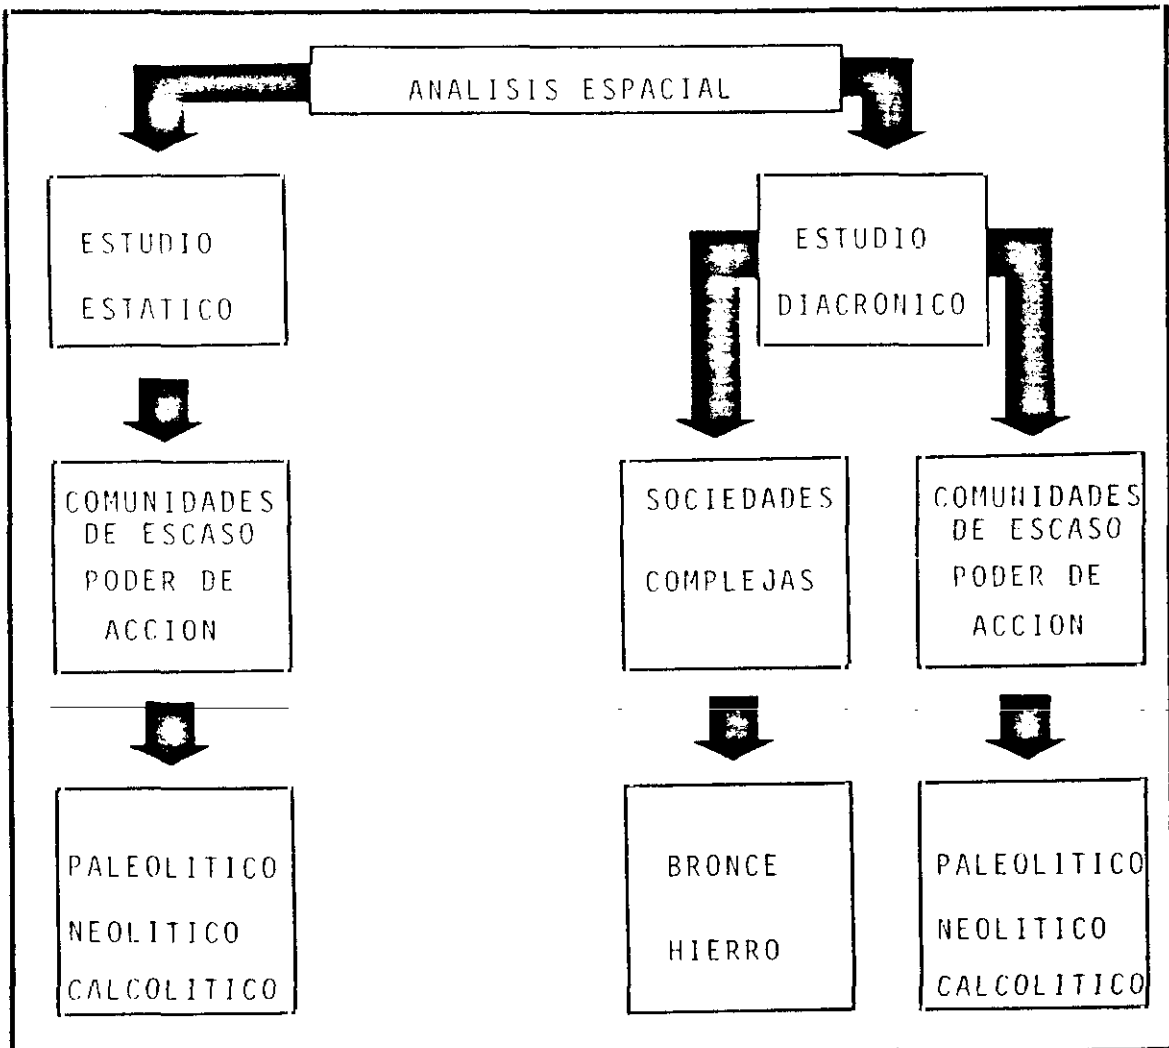 ANALISIS ESPACIAL
ESTUDIO
ESTATICO
ESTUDIO
DIACRONICO
COMUNIDADES
DE ESCASO
PODER DE
ACCION
SOCIEDADES
COMPLEJAS
COMUNIDADES
DE ESCASO
PODER DE
ACCION
PALEOLITICO
NEOLITICO
CALCOLITICO
BRONCE
HIERRO
PALEOLITICO
NEOLITICO
CALCOLITICO